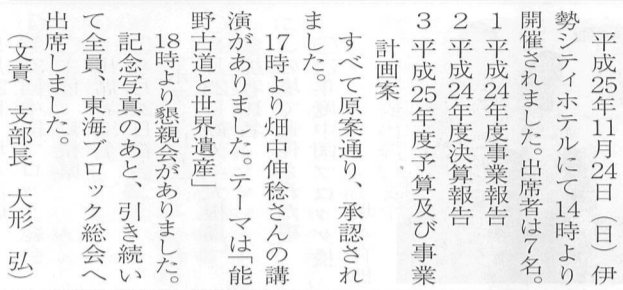 平成25年11月24日（日）伊
勢シティホテルにて14時より
開催されました。出席者は7名。
1 平成24年度事業報告
2 平成24年度決算報告
3 平成25年度予算及び事業
計画案
すべて原案通り、承認され
ました。
17時より畑中伸稔さんの講
演がありました。テーマは「能
野古道と世界遺産」
18時より懇親会がありました。
記念写真のあと、引き続い
て全員、東海ブロック総会へ
出席しました。
（文責 支部長 大形 弘）